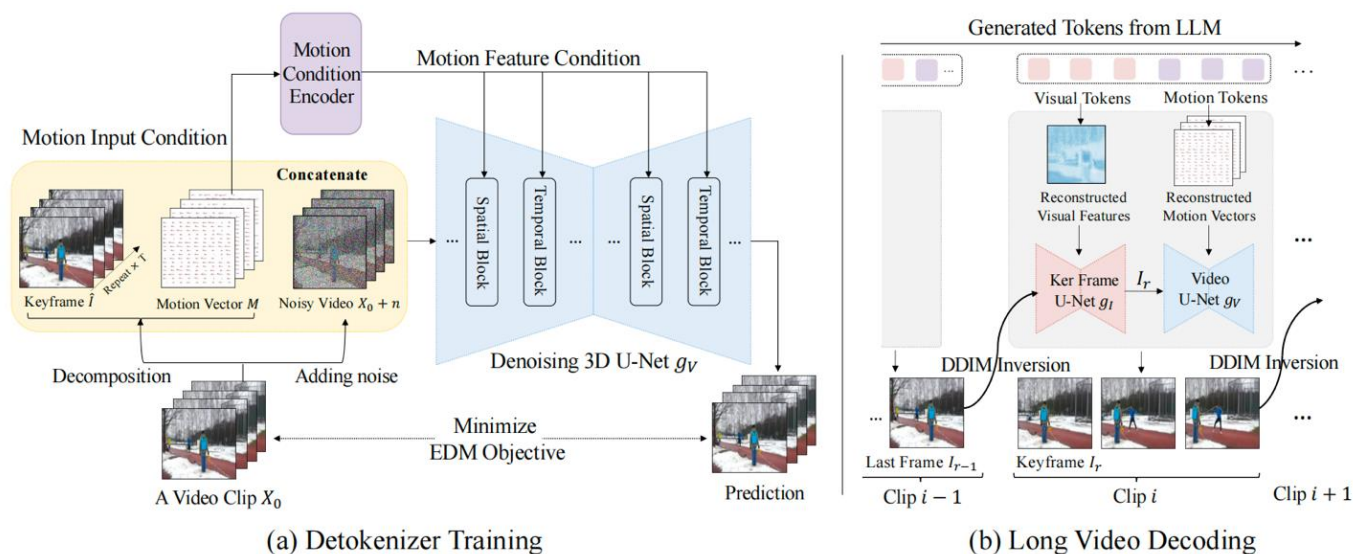 Motion
Condition
Encoder
Motion Feature Condition
Motion Input Condition
Concatenate
Repeat × T
Keyframe Î
Motion Vector M
Noisy Video X₀ + n
...
Spatial Block
Temporal Block
...
...
Spatial Block
Temporal Block
...
Denoising 3D U-Net g_V
Decomposition
Adding noise
Minimize
EDM Objective
A Video Clip X₀
Prediction
(a) Detokenizer Training
Generated Tokens from LLM
...
...
Visual Tokens
Motion Tokens
Reconstructed
Visual Features
Reconstructed
Motion Vectors
...
Ker Frame
U-Net g_I
I_r
Video
U-Net g_V
DDIM Inversion
DDIM Inversion
...
...
Last Frame I_{r−1}
Keyframe I_r
Clip i − 1
Clip i
Clip i + 1
(b) Long Video Decoding